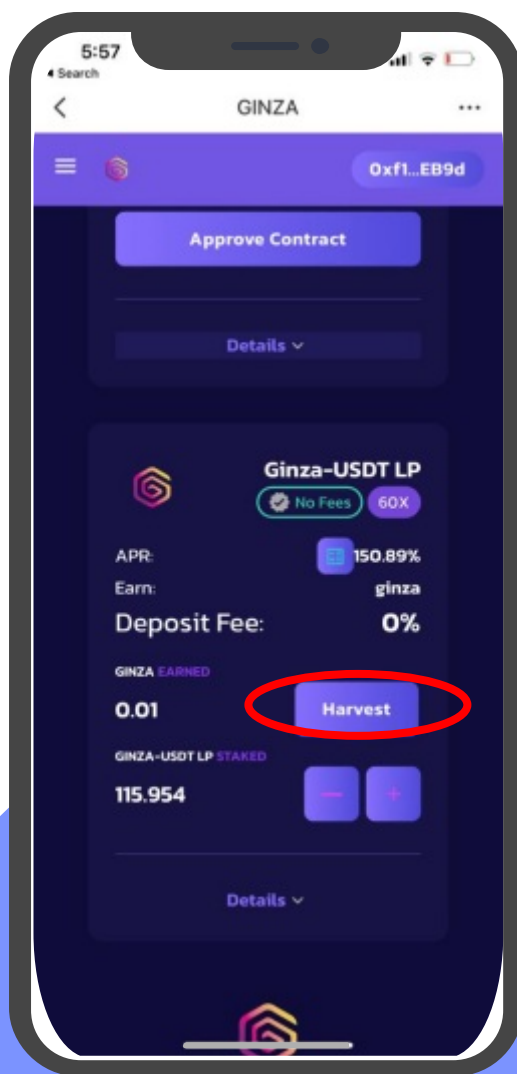 5:57
Search
GINZA
0xf1...EB9d
Approve Contract
Details
Ginza-USDT LP
No Fees
60X
APR:
150.89%
Earn:
ginza
Deposit Fee:
0%
GINZA EARNED
0.01
Harvest
GINZA-USDT LP STAKED
115.954
Details